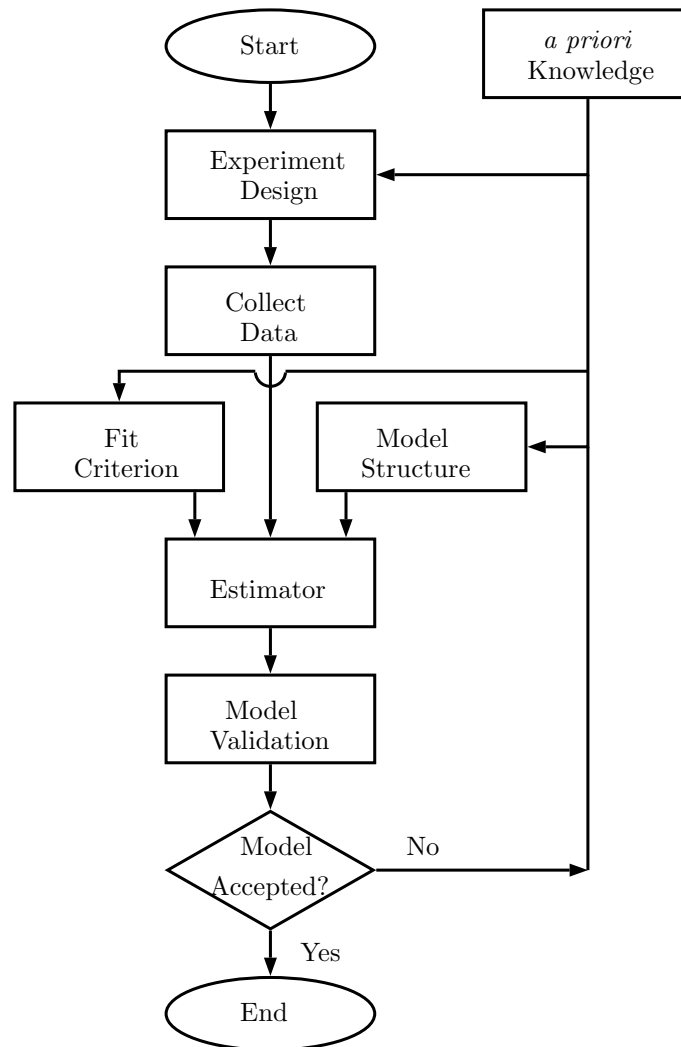 Start
a priori
Knowledge
Experiment
Design
Collect
Data
Fit
Criterion
Model
Structure
Estimator
Model
Validation
Model
Accepted?
No
Yes
End